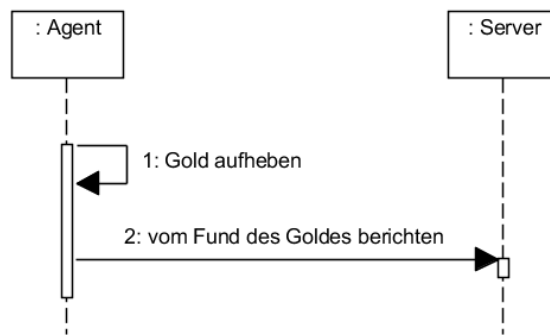 : Agent
: Server
1: Gold aufheben
2: vom Fund des Goldes berichten